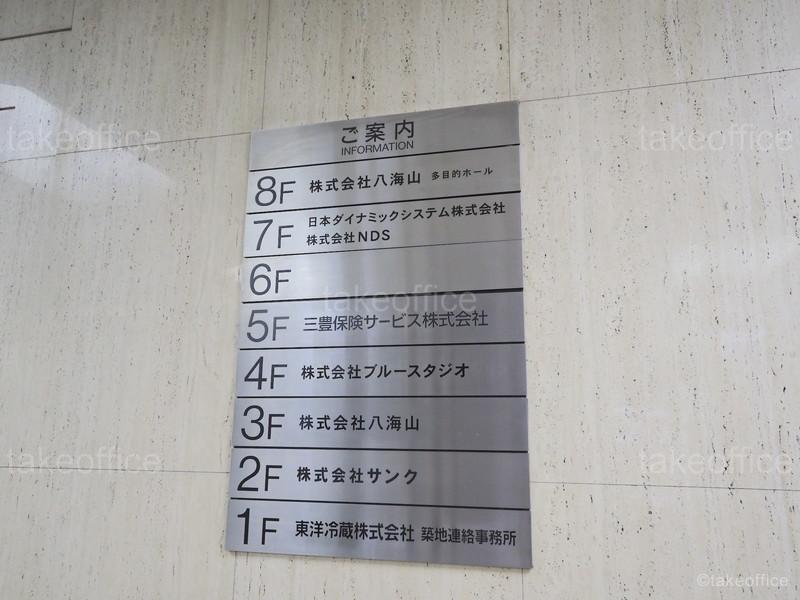 ご案内
INFORMATION
8F 株式会社八海山 多目的ホール
7F 日本ダイナミックシステム株式会社
株式会社NDS
6F
5F 三豊保険サービス株式会社
4F 株式会社ブルースタジオ
3F 株式会社八海山
2F 株式会社サンク
1F 東洋冷蔵株式会社 築地連絡事務所
takeoffice
takeoffice
takeoffice
takeoffice
takeoffice
©takeoffice